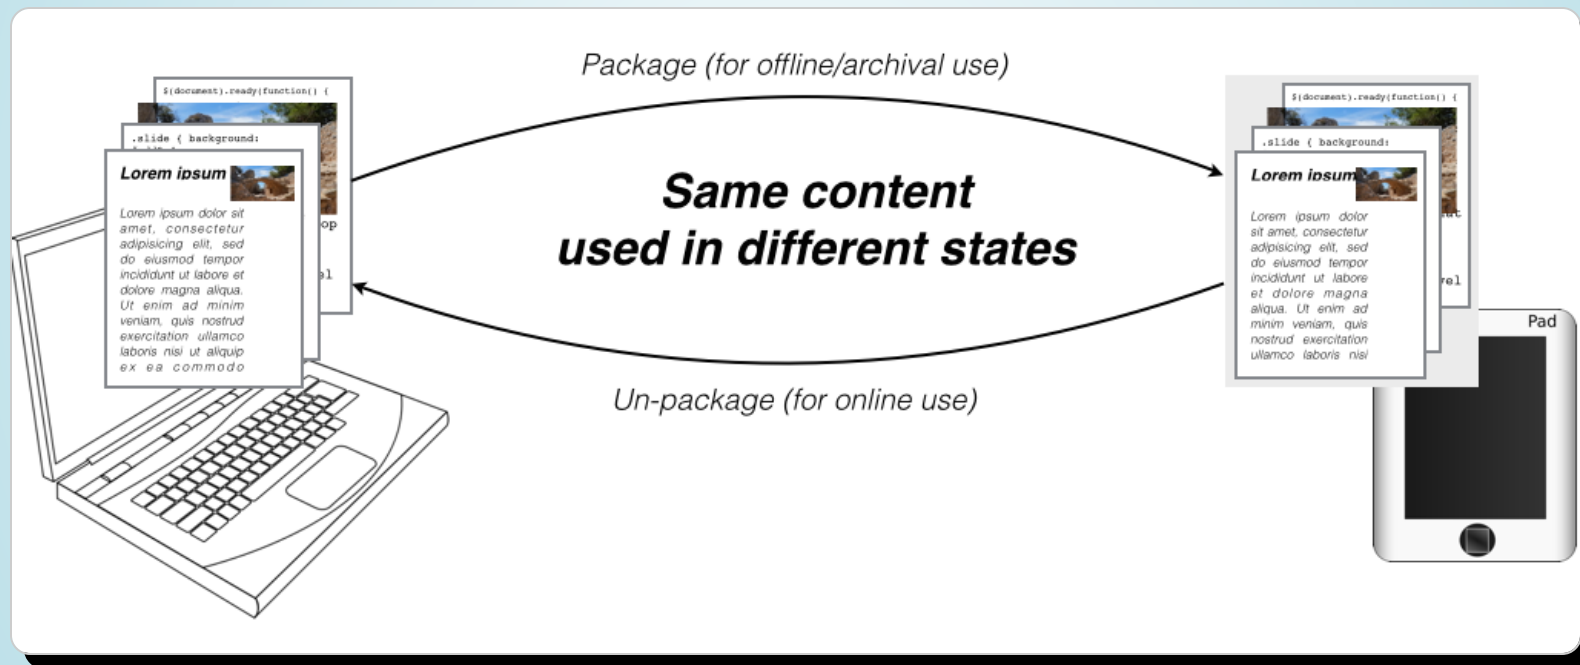 Package (for offline/archival use)
$(document).ready(function() {
.slide { background:
Lorem ipsum
Lorem ipsum dolor sit
amet, consectetur
adipisicing elit, sed
do eiusmod tempor
incididunt ut labore et
dolore magna aliqua.
Ut enim ad minim
veniam, quis nostrud
exercitation ullamco
laboris nisi ut aliquip
ex ea commodo
op
el
Same content
used in different states
Un-package (for online use)
$(document).ready(function() {
.slide { background:
Lorem ipsum
Lorem ipsum dolor
sit amet, consectetur
adipisicing elit, sed
do eiusmod tempor
incididunt ut labore
et dolore magna
aliqua. Ut enim ad
minim veniam, quis
nostrud exercitation
ullamco laboris nisi
vel
Pad